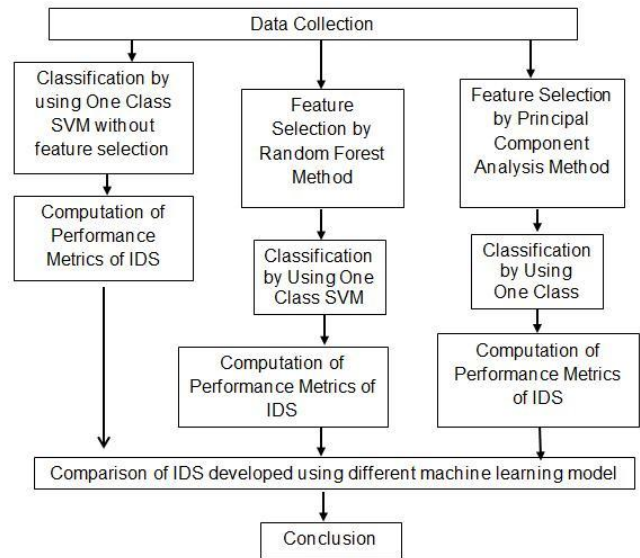 Data Collection
Classification by
using One Class
SVM without
feature selection
Computation of
Performance
Metrics of IDS
Feature
Selection by
Random Forest
Method
Classification
by Using One
Class SVM
Computation of
Performance Metrics of
IDS
Feature Selection
by Principal
Component
Analysis Method
Classification
by Using
One Class
Computation of
Performance Metrics
of IDS
Comparison of IDS developed using different machine learning model
Conclusion